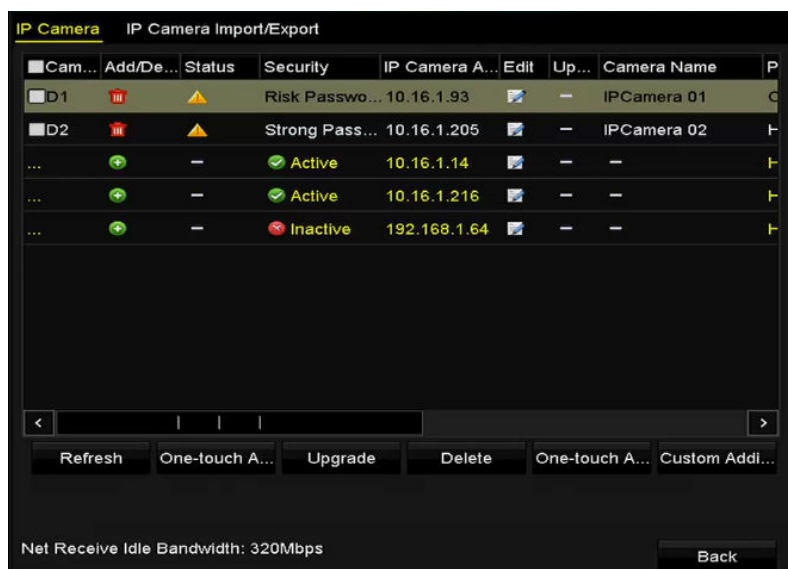 IP Camera IP Camera Import/Export
Cam... Add/De... Status Security IP Camera A... Edit Up... Camera Name P
D1 Risk Passwo... 10.16.1.93 – IPCamera 01
D2 Strong Pass... 10.16.1.205 – IPCamera 02
... – Active 10.16.1.14 – –
... – Active 10.16.1.216 – –
... – Inactive 192.168.1.64 – –
Refresh One-touch A... Upgrade Delete One-touch A... Custom Addi...
Net Receive Idle Bandwidth: 320Mbps
Back